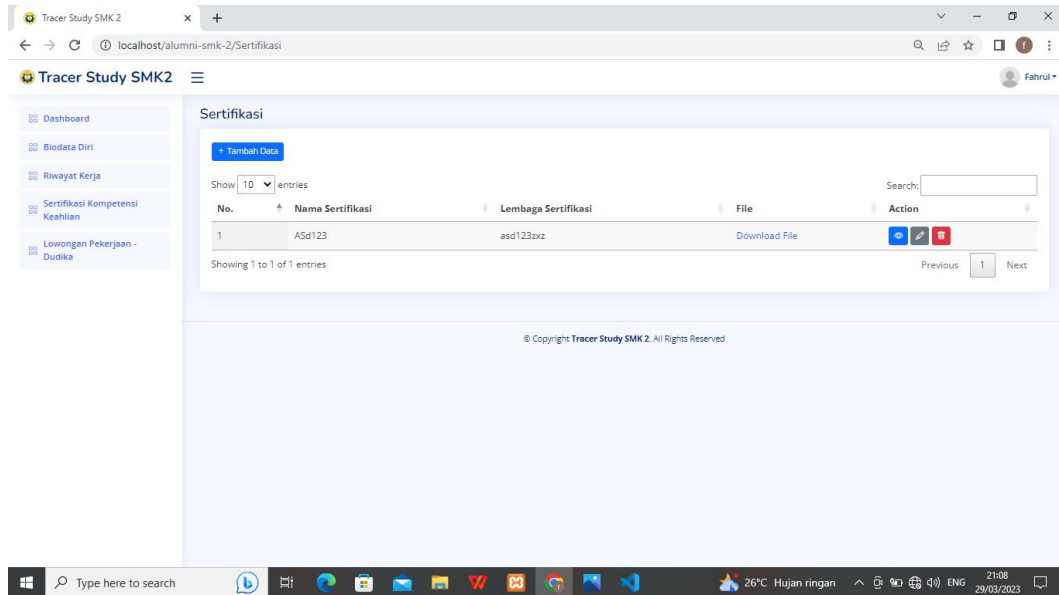 Tracer Study SMK 2
localhost/alumni-smk-2/Sertifikasi
Tracer Study SMK2
Fahrul
Dashboard
Biodata Diri
Riwayat Kerja
Sertifikasi Kompetensi
Keahlian
Lowongan Pekerjaan -
Dudika
Sertifikasi
+ Tambah Data
Show 10 entries
Search:
No. Nama Sertifikasi Lembaga Sertifikasi File Action
1 ASd123 asd123zxz Download File
Showing 1 to 1 of 1 entries
Previous 1 Next
© Copyright Tracer Study SMK 2. All Rights Reserved
Type here to search
26°C Hujan ringan
ENG
21:08
29/03/2023